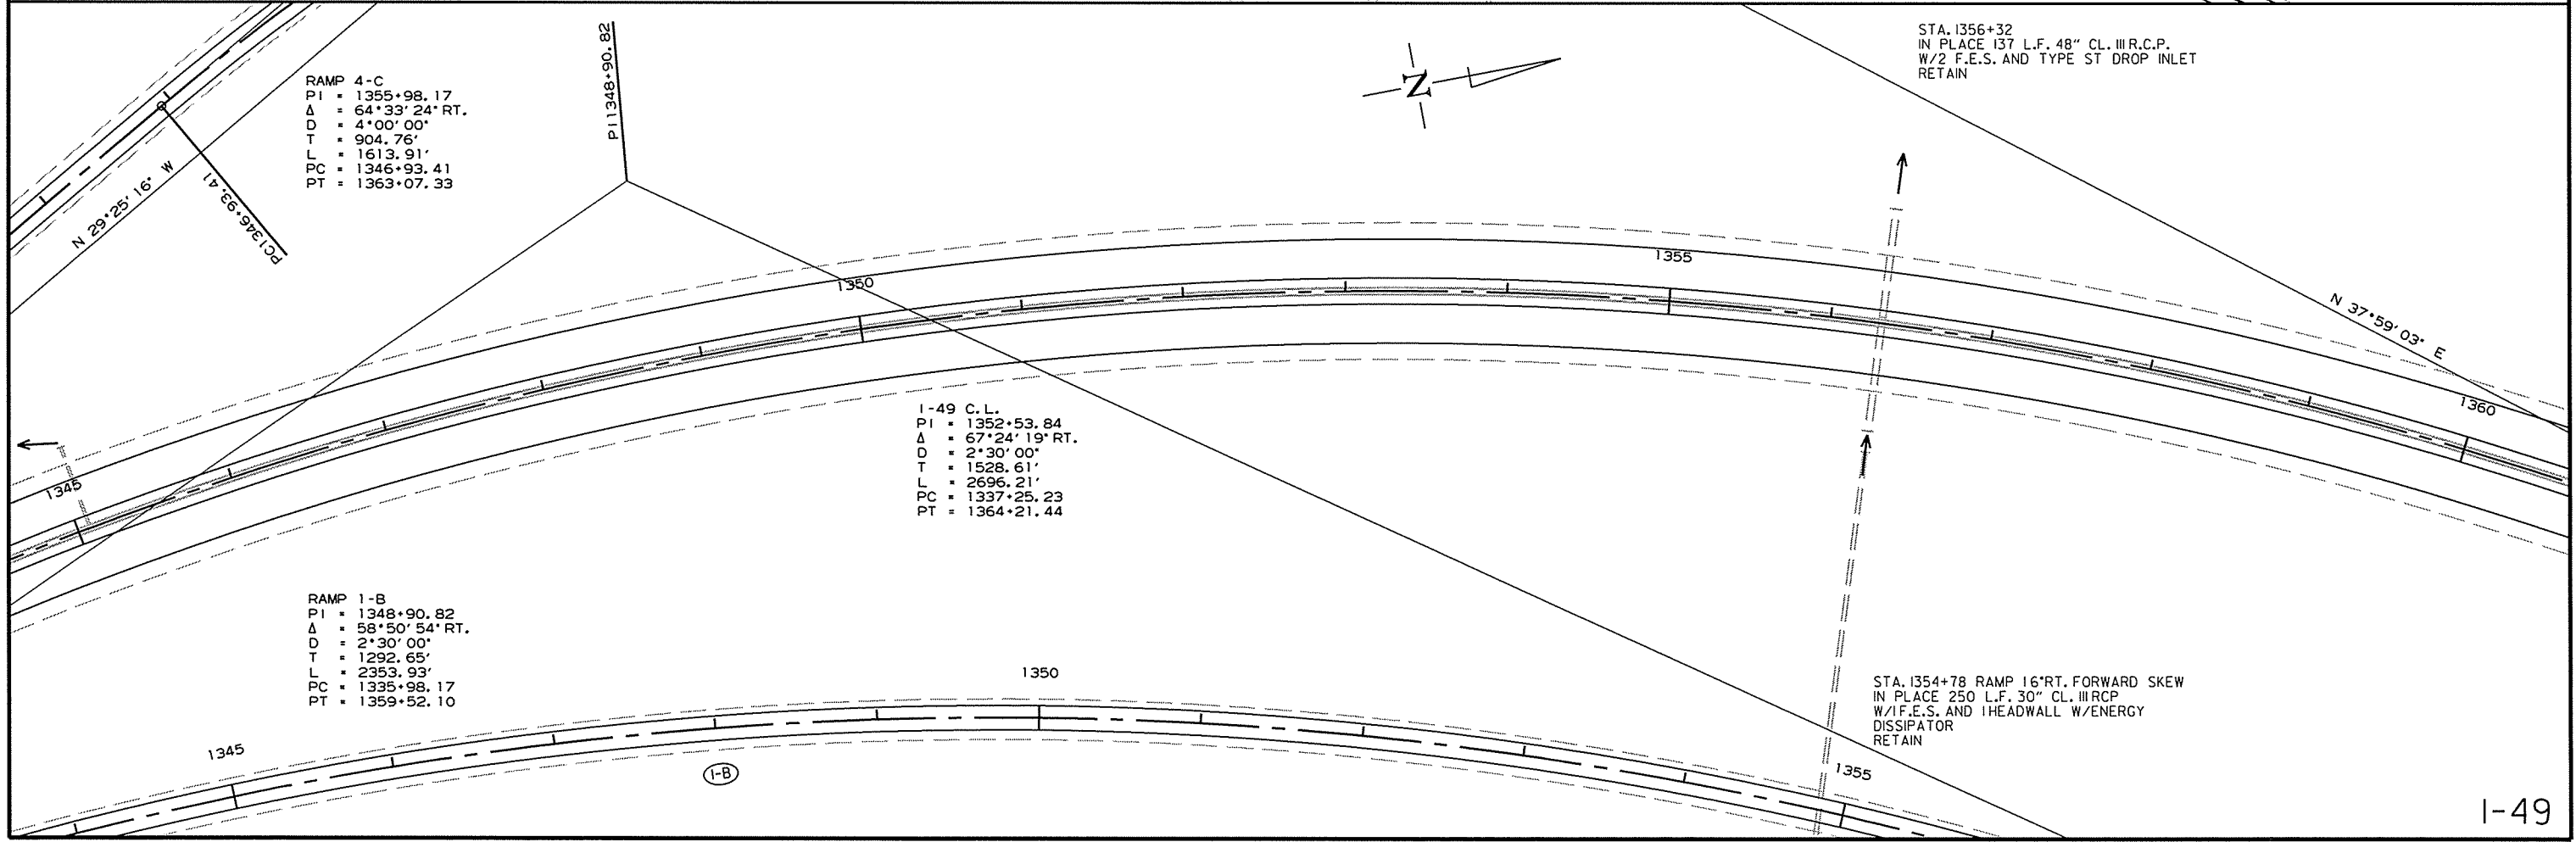 RAMP 4-C
PI = 1355+98.17
Δ = 64°33'24" RT.
D = 4°00'00"
T = 904.76'
L = 1613.91'
PC = 1346+93.41
PT = 1363+07.33
N 29°25'16" W
PC1346+93.41
PI1348+90.82
N
STA. 1356+32
IN PLACE 137 L.F. 48" CL. III R.C.P.
W/2 F.E.S. AND TYPE ST DROP INLET
RETAIN
1345
1350
1355
1360
N 37°59'03" E
I-49 C.L.
PI = 1352+53.84
Δ = 67°24'19" RT.
D = 2°30'00"
T = 1528.61'
L = 2696.21'
PC = 1337+25.23
PT = 1364+21.44
RAMP 1-B
PI = 1348+90.82
Δ = 58°50'54" RT.
D = 2°30'00"
T = 1292.65'
L = 2353.93'
PC = 1335+98.17
PT = 1359+52.10
STA. 1354+78 RAMP 16°RT. FORWARD SKEW
IN PLACE 250 L.F. 30" CL. III RCP
W/1 F.E.S. AND 1 HEADWALL W/ENERGY
DISSIPATOR
RETAIN
1345
1350
1355
1-B
I-49